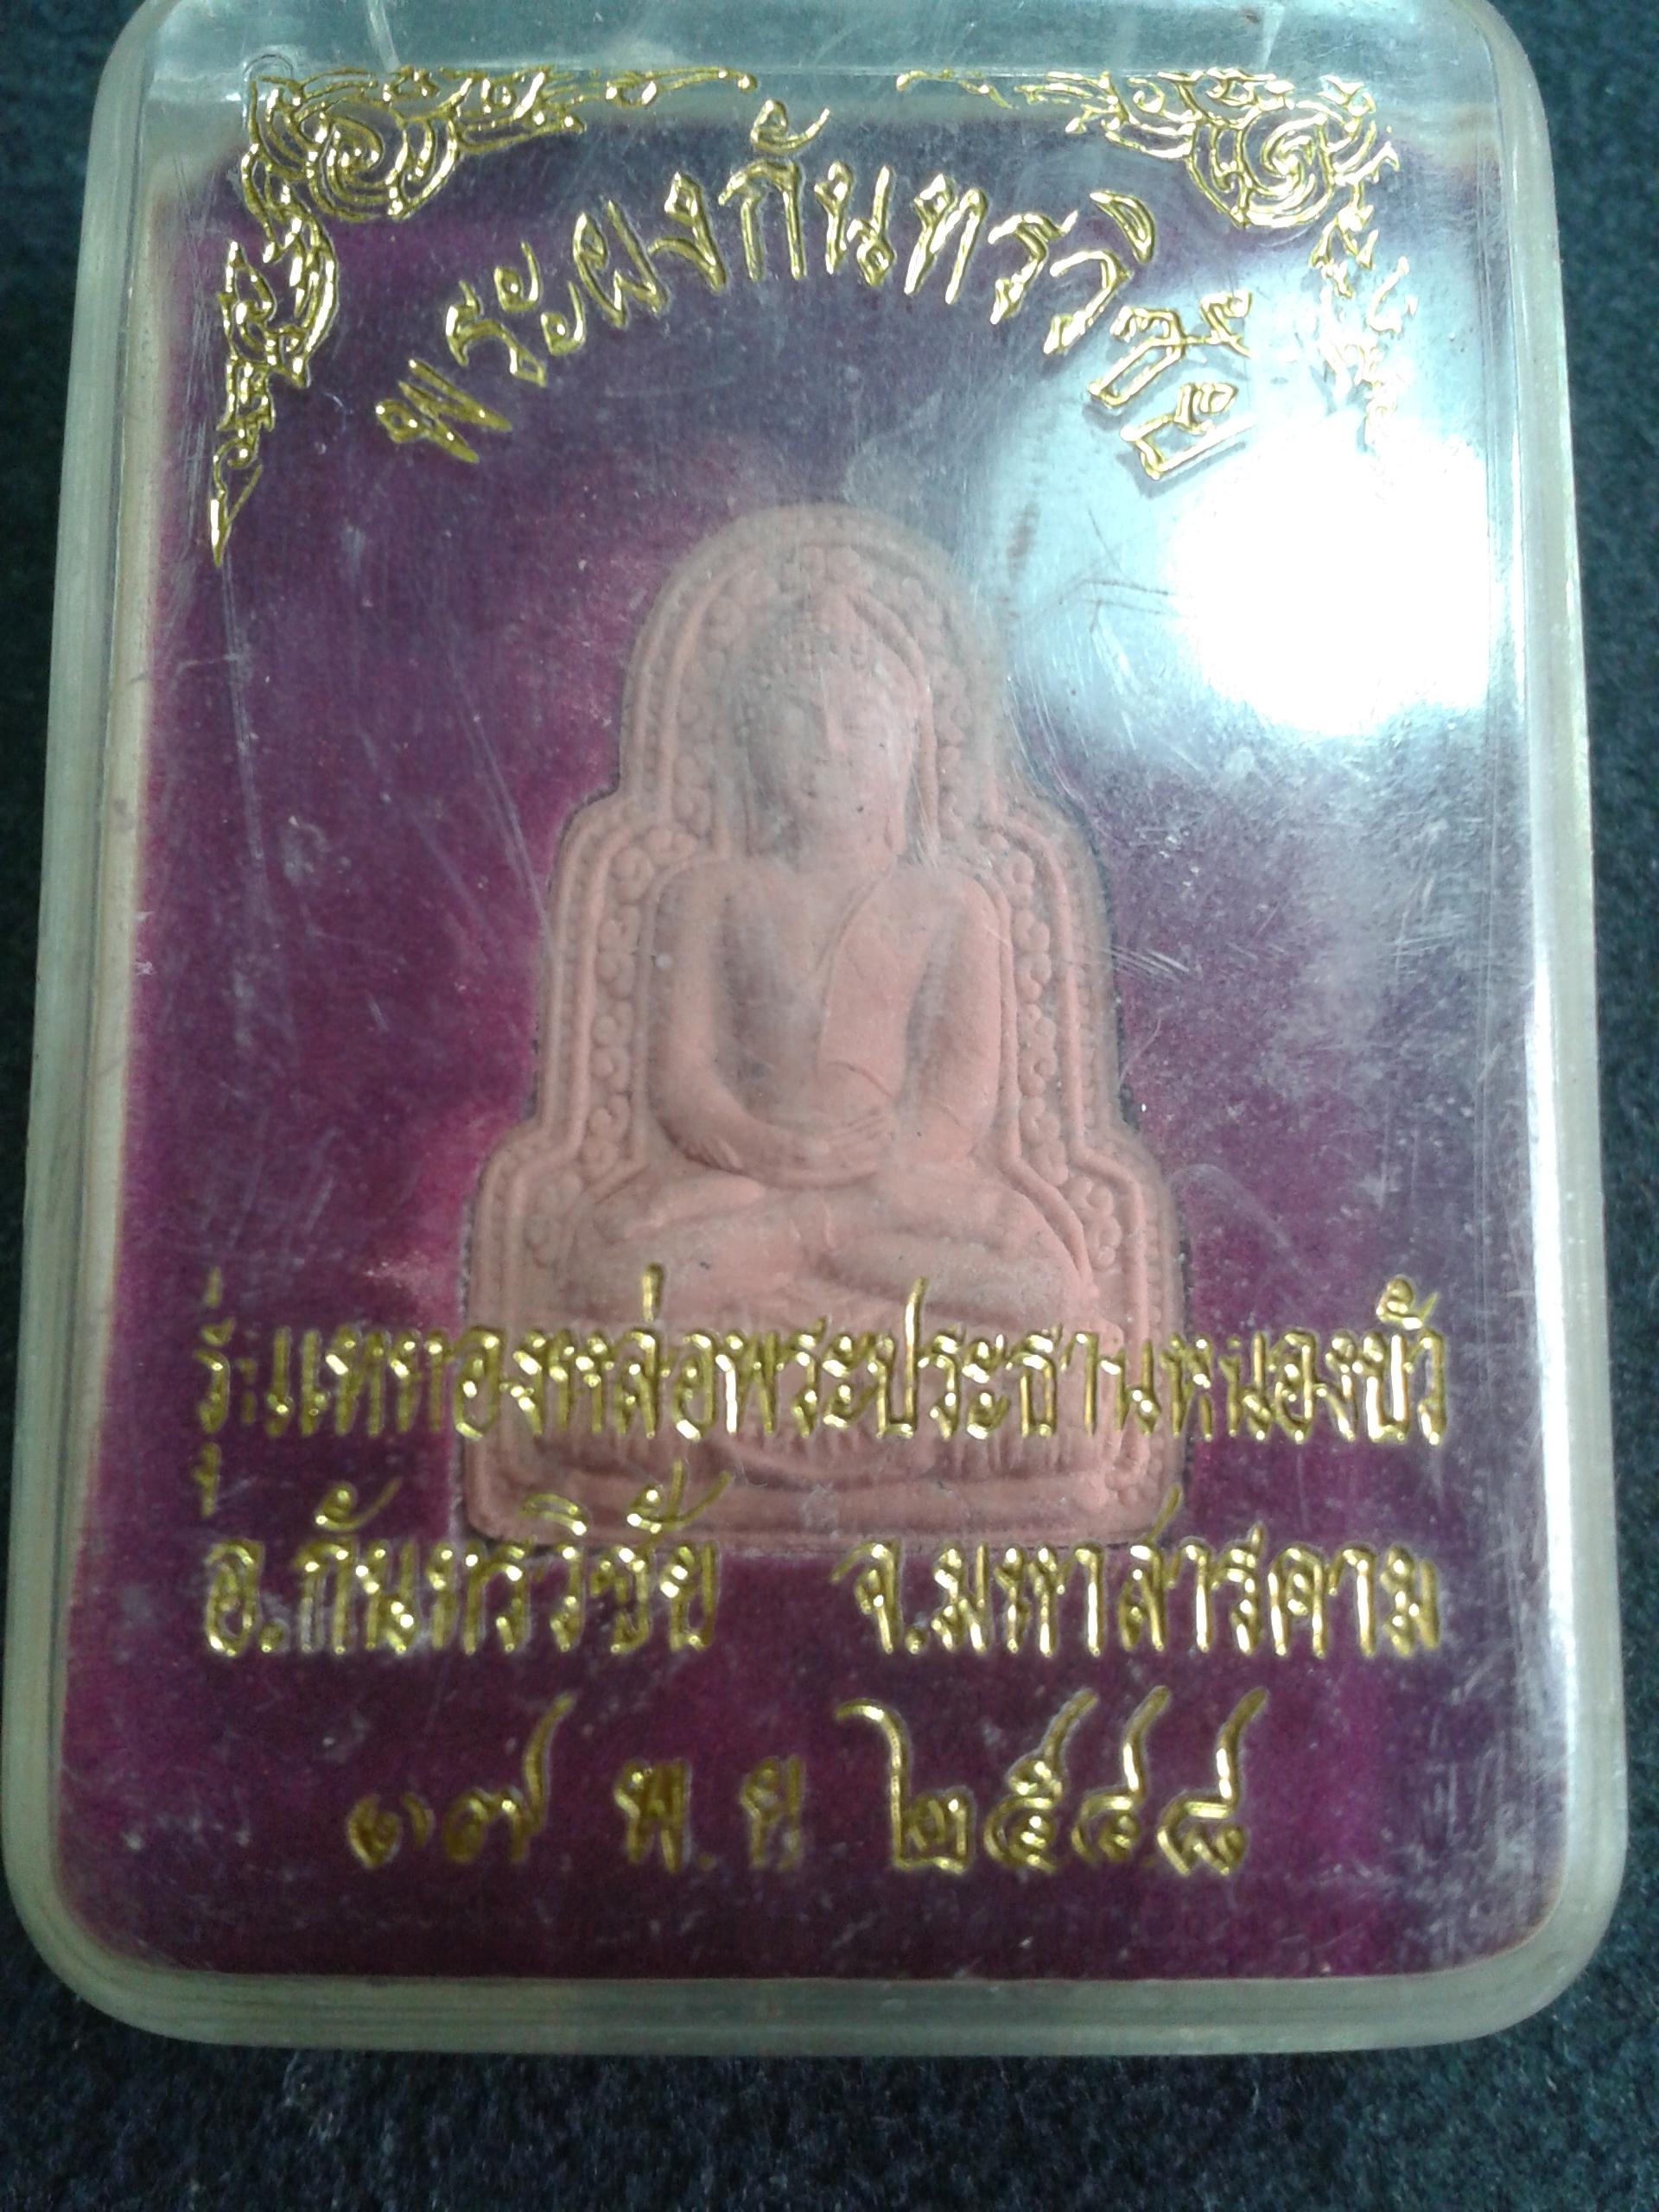 พระผงกันทรวิชัย
รุ่นเททองหล่อพระประธานหนองบัว
อ.กันทรวิชัย จ.มหาสารคาม
๑๗ พ.ย ๒๕๔๘